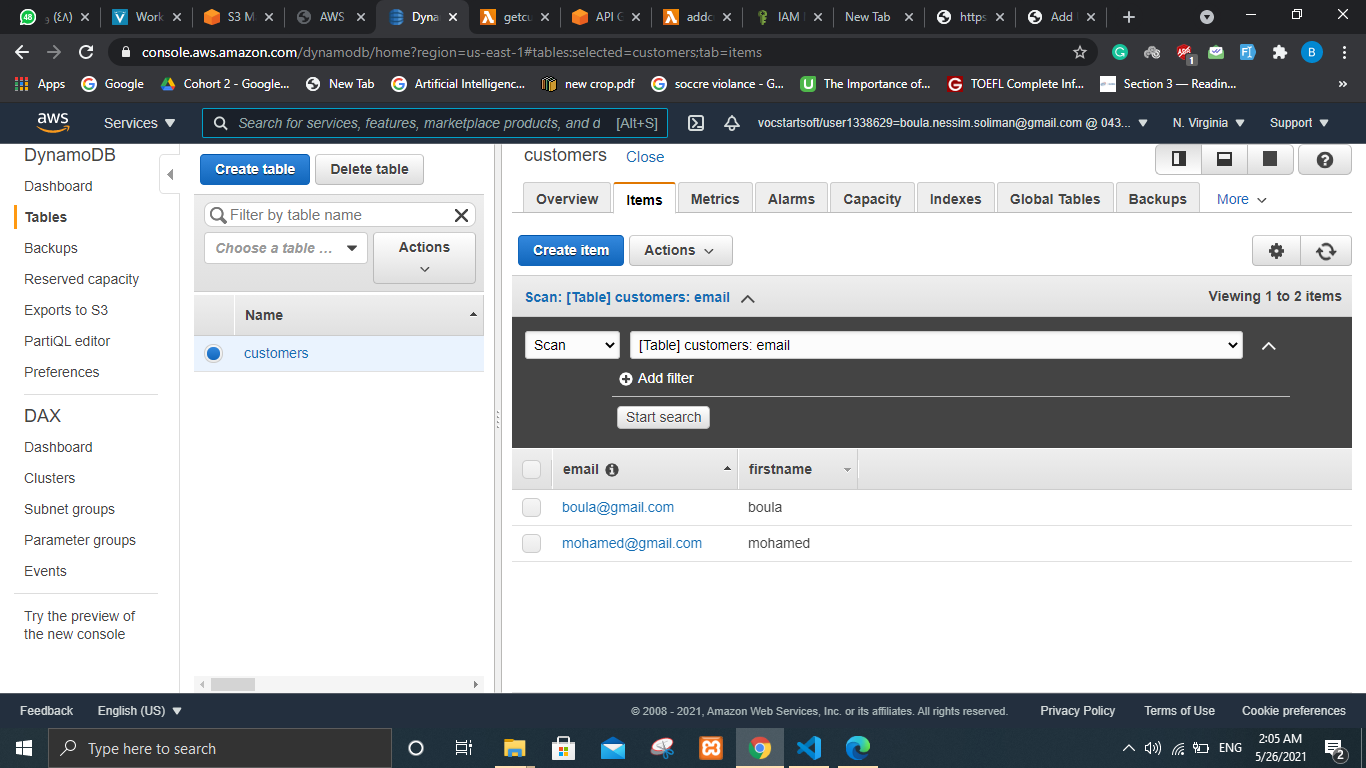 48
(٤٨) و
Work
S3 M
AWS
Dyna
getcu
API G
addc
IAM
New Tab
https
Add
console.aws.amazon.com/dynamodb/home?region=us-east-1#tables:selected=customers;tab=items
1
B
Apps
Google
Cohort 2 - Google...
New Tab
Artificial Intelligenc...
new crop.pdf
soccre violance - G...
The Importance of...
TOEFL Complete Inf...
Section 3 — Readin...
»
aws
Services
Search for services, features, marketplace products, and d
[Alt+S]
vocstartsoft/user1338629=boula.nessim.soliman@gmail.com @ 043...
N. Virginia
Support
DynamoDB
Dashboard
Tables
Backups
Reserved capacity
Exports to S3
PartiQL editor
Preferences
DAX
Dashboard
Clusters
Subnet groups
Parameter groups
Events
Try the preview of
the new console
Create table
Delete table
Filter by table name
Choose a table ...
Actions
Name
customers
customers
Close
Overview
Items
Metrics
Alarms
Capacity
Indexes
Global Tables
Backups
More
Create item
Actions
Scan: [Table] customers: email
Viewing 1 to 2 items
Scan
[Table] customers: email
Add filter
Start search
email
firstname
boula@gmail.com
boula
mohamed@gmail.com
mohamed
Feedback
English (US)
© 2008 - 2021, Amazon Web Services, Inc. or its affiliates. All rights reserved.
Privacy Policy
Terms of Use
Cookie preferences
Type here to search
ENG
2:05 AM
5/26/2021
2